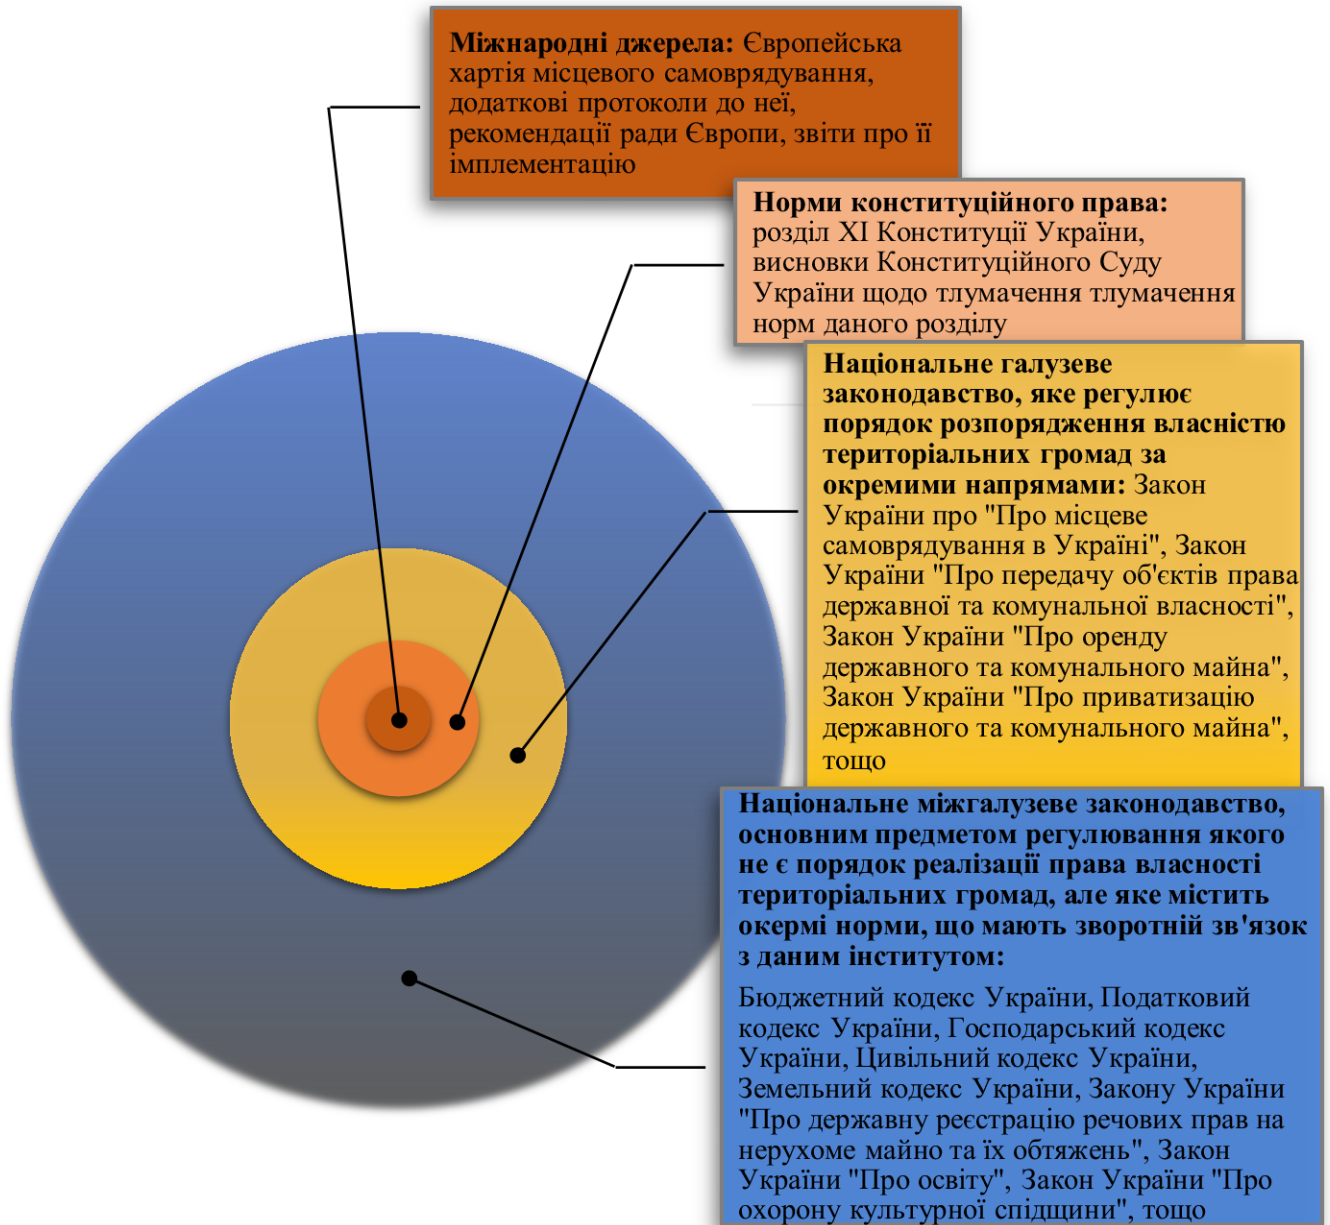 Міжнародні джерела: Європейська
хартія місцевого самоврядування,
додаткові протоколи до неї,
рекомендації ради Європи, звіти про її
імплементацію
Норми конституційного права:
розділ XI Конституції України,
висновки Конституційного Суду
України щодо тлумачення тлумачення
норм даного розділу
Національне галузеве
законодавство, яке регулює
порядок розпорядження власністю
територіальних громад за
окремими напрямами: Закон
України про "Про місцеве
самоврядування в Україні", Закон
України "Про передачу об'єктів права
державної та комунальної власності",
Закон України "Про оренду
державного та комунального майна",
Закон України "Про приватизацію
державного та комунального майна",
тощо
Національне міжгалузеве законодавство,
основним предметом регулювання якого
не є порядок реалізації права власності
територіальних громад, але яке містить
окермі норми, що мають зворотній зв'язок
з даним інститутом:
Бюджетний кодекс України, Податковий
кодекс України, Господарський кодекс
України, Цивільний кодекс України,
Земельний кодекс України, Закону України
"Про державну реєстрацію речових прав на
нерухоме майно та їх обтяжень", Закон
України "Про освіту", Закон України "Про
охорону культурної спідщини", тощо